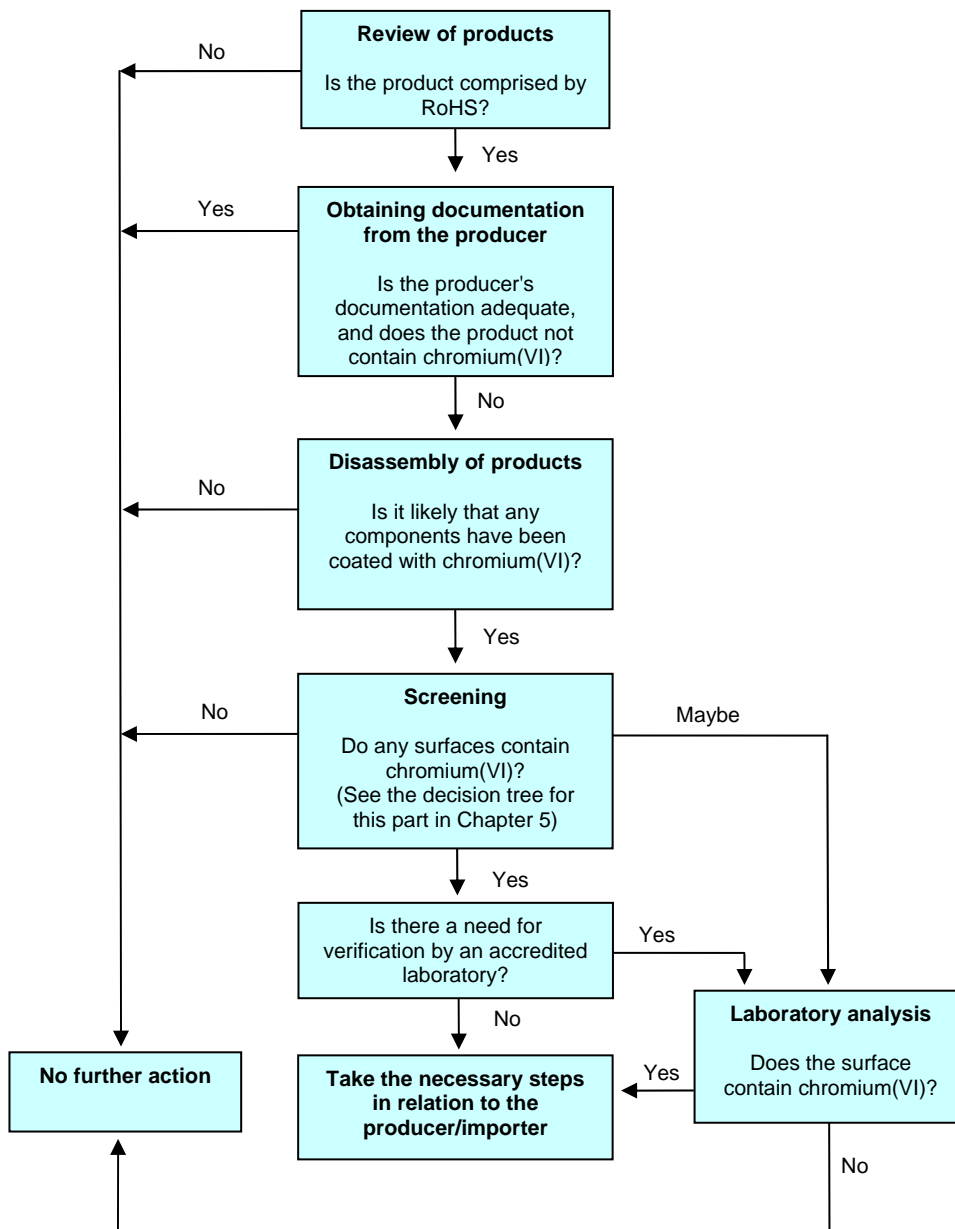 Review of products
No
Is the product comprised by
RoHS?
Yes
Obtaining documentation
from the producer
Yes
Is the producer's
documentation adequate,
and does the product not
contain chromium(VI)?
No
Disassembly of products
No
Is it likely that any
components have been
coated with chromium(VI)?
Yes
Screening
No
Maybe
Do any surfaces contain
chromium(VI)?
(See the decision tree for
this part in Chapter 5)
Yes
Is there a need for
verification by an accredited
laboratory?
Yes
No
Laboratory analysis
Does the surface
contain chromium(VI)?
No further action
Take the necessary steps
in relation to the
producer/importer
Yes
No